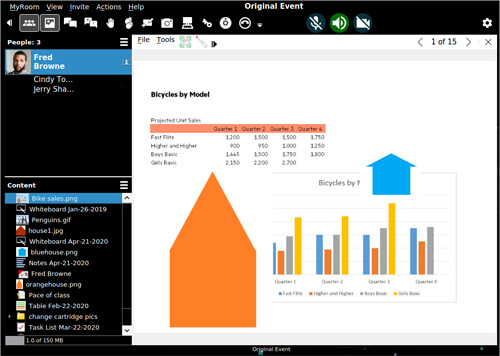 Original Event
MyRoom View Invite Actions Help
People: 3
Fred
Browne
Cindy To...
Jerry Sha...
Content
Bike sales.png
Whiteboard Jan-26-2019
Penguins.gif
house1.jpg
Whiteboard Apr-21-2020
bluehouse.png
Notes Apr-21-2020
Fred Browne
orangehouse.png
Pace of class
Table Feb-22-2020
change cartridge pics
Task List Mar-22-2020
1.0 of 150 MB
File Tools
1 of 15
Bicycles by Model
Projected Unit Sales
Quarter 1 Quarter 2 Quarter 3 Quarter 4
Fast Flite 1,200 1,500 1,500 1,750
Higher and Higher 900 950 1,000 1,250
Boys Basic 1,445 1,500 1,750 1,800
Girls Basic 2,150 2,200 2,700
Bicycles by M
Quarter 1 Quarter 2 Quarter 3 Quarter 4
Fast Flite Higher and Higher Boys Basic Girls Basic
Original Event